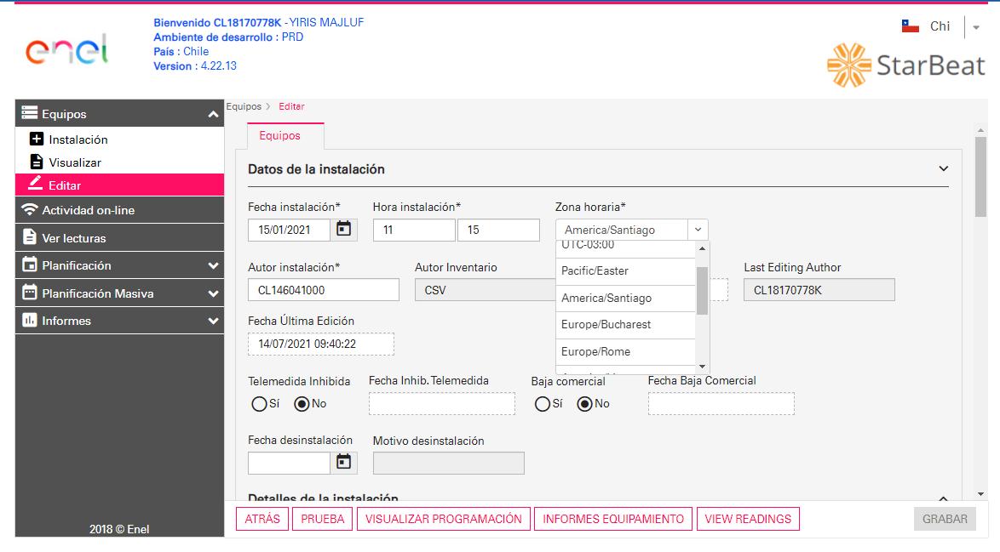 Bienvenido CL18170778K - YIRIS MAJLUF
Ambiente de desarrollo : PRD
País : Chile
Version : 4.22.13
enel
Chi
StarBeat
Equipos
Instalación
Visualizar
Editar
Actividad on-line
Ver lecturas
Planificación
Planificación Masiva
Informes
2018 © Enel
Equipos > Editar
Equipos
Datos de la instalación
Fecha instalación* Hora instalación* Zona horaria*
15/01/2021 11 15 America/Santiago
UTC-03:00
Pacific/Easter
America/Santiago
Europe/Bucharest
Europe/Rome
Autor instalación* Autor Inventario Last Editing Author
CL146041000 CSV CL18170778K
Fecha Última Edición
14/07/2021 09:40:22
Telemedida Inhibida Fecha Inhib. Telemedida Baja comercial Fecha Baja Comercial
Sí No Sí No
Fecha desinstalación Motivo desinstalación
Detalles de la instalación
ATRÁS PRUEBA VISUALIZAR PROGRAMACIÓN INFORMES EQUIPAMIENTO VIEW READINGS GRABAR